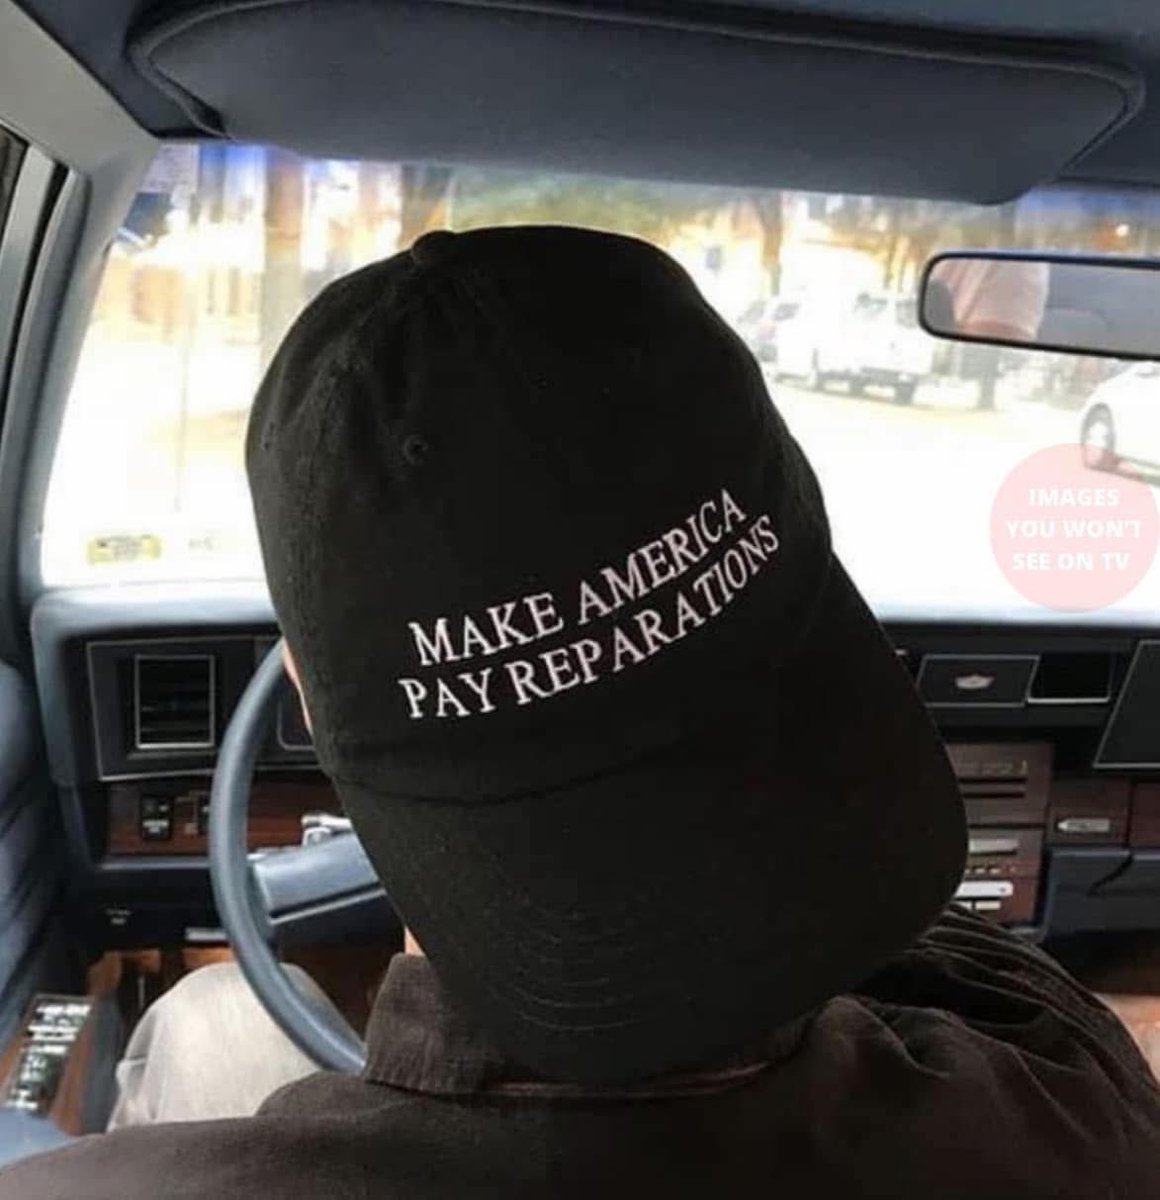 MAKE AMERICA
PAY REPARATIONS
IMAGES
YOU WON'T
SEE ON TV